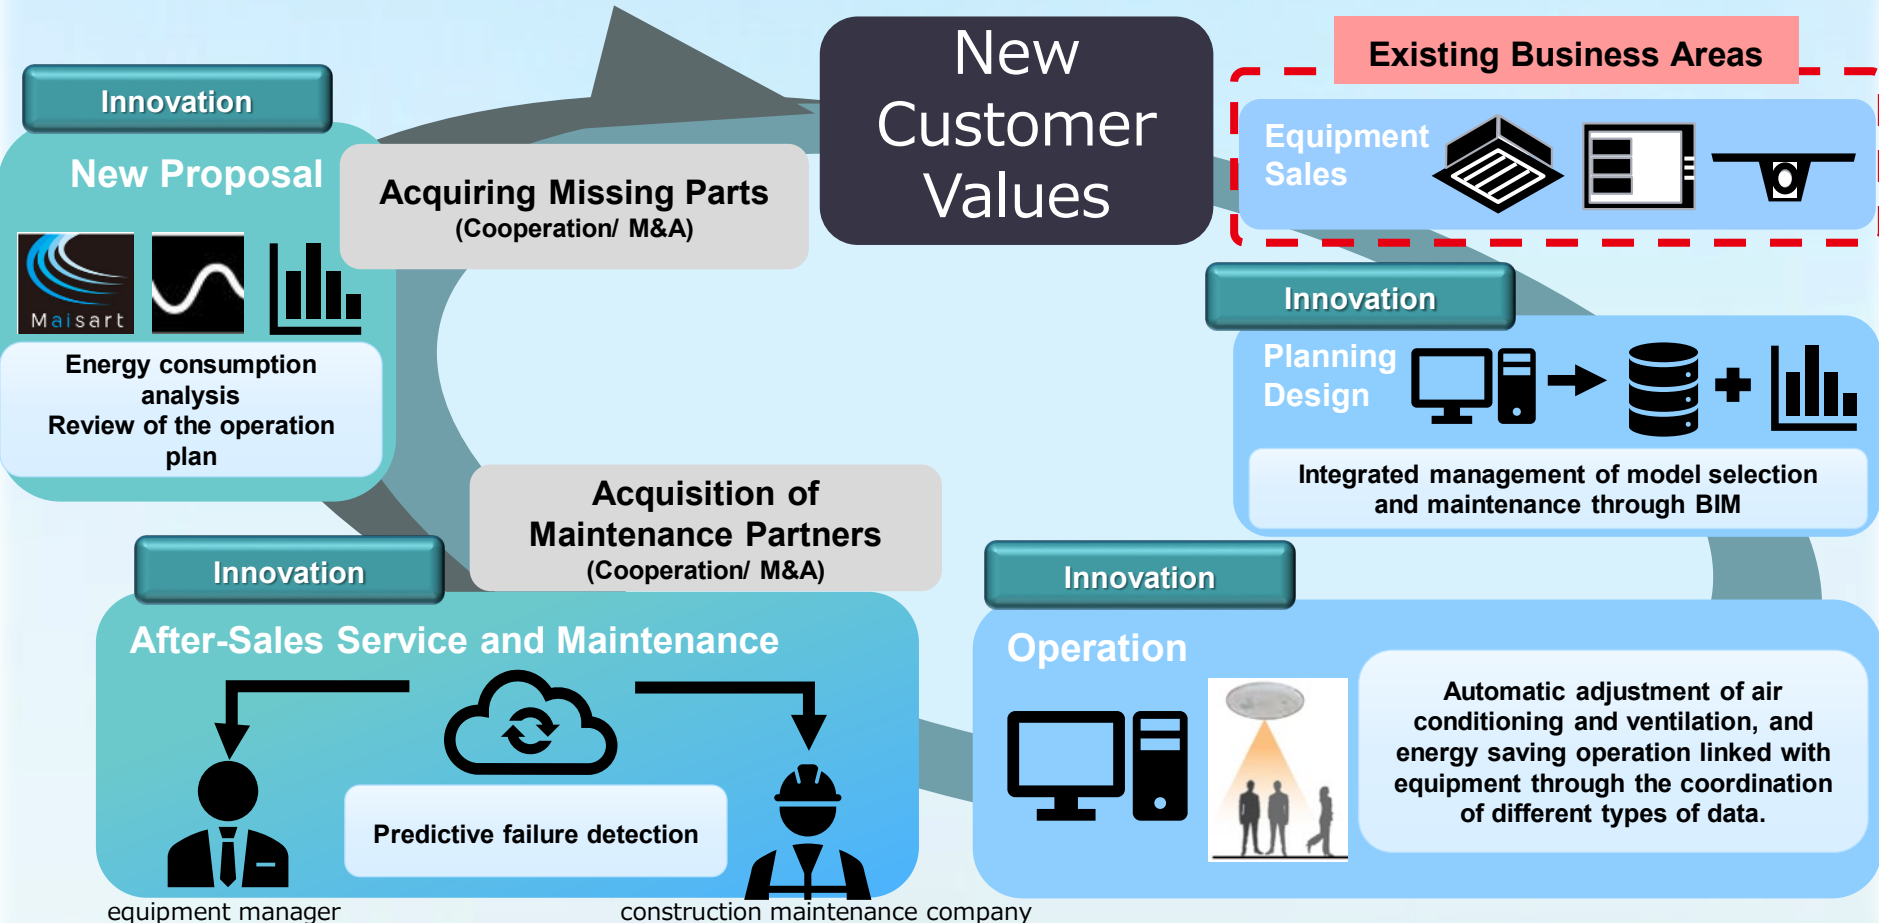 New
Customer
Values
Existing Business Areas
Equipment
Sales
Innovation
Planning
Design
Integrated management of model selection
and maintenance through BIM
Innovation
Operation
Automatic adjustment of air
conditioning and ventilation, and
energy saving operation linked with
equipment through the coordination
of different types of data.
Acquisition of
Maintenance Partners
(Cooperation/ M&A)
Innovation
After-Sales Service and Maintenance
Predictive failure detection
equipment manager
construction maintenance company
Acquiring Missing Parts
(Cooperation/ M&A)
Innovation
New Proposal
Maisart
Energy consumption
analysis
Review of the operation
plan